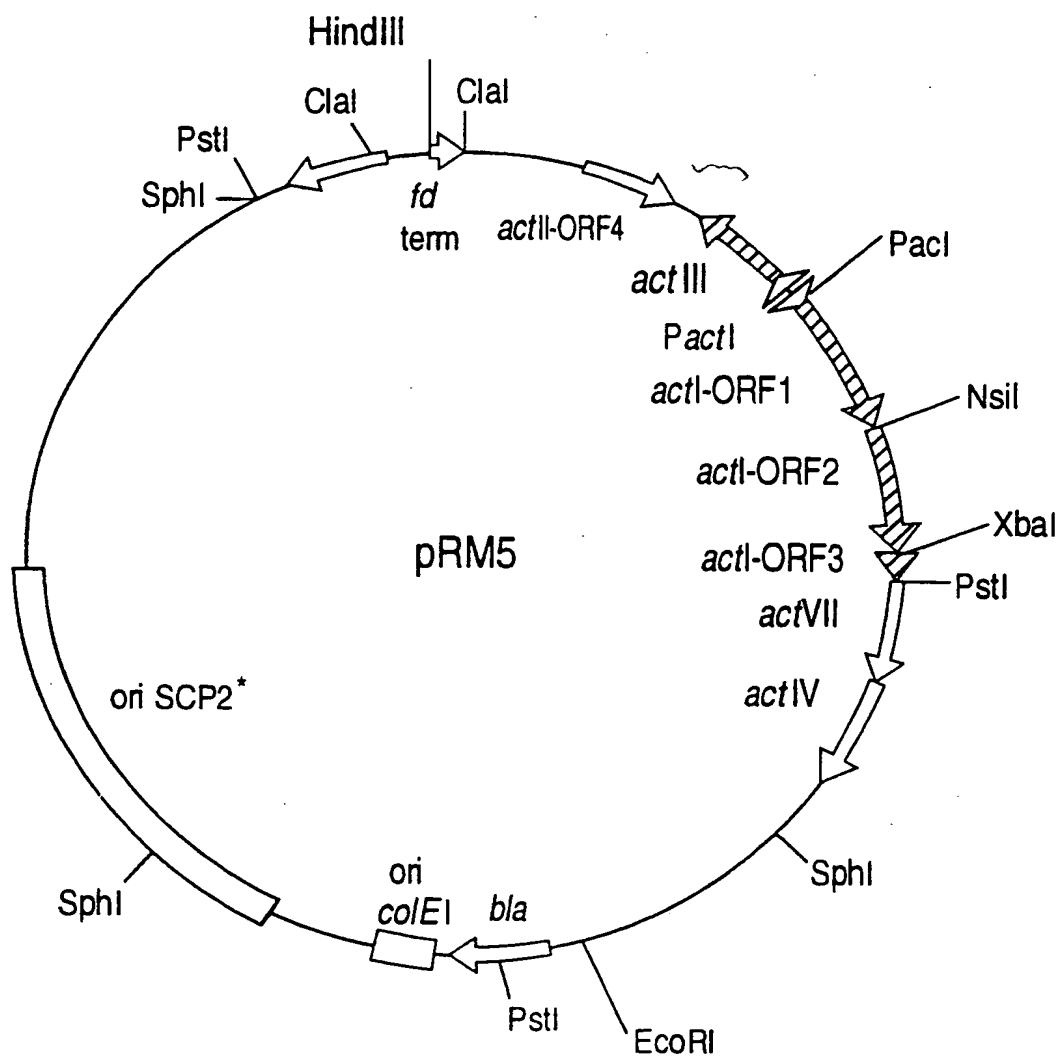 HindIII
ClaI
ClaI
PstI
SphI
fd
term
actII-ORF4
actIII
PacI
PactI
actI-ORF1
NsiI
actI-ORF2
XbaI
pRM5
actI-ORF3
PstI
actVII
ori SCP2*
actIV
SphI
SphI
ori
colEI
bla
PstI
EcoRI